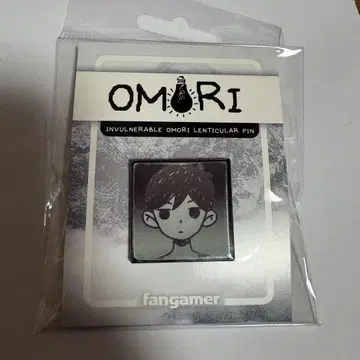 OMORI
INVULNERABLE OMORI LENTICULAR PIN
fangamer